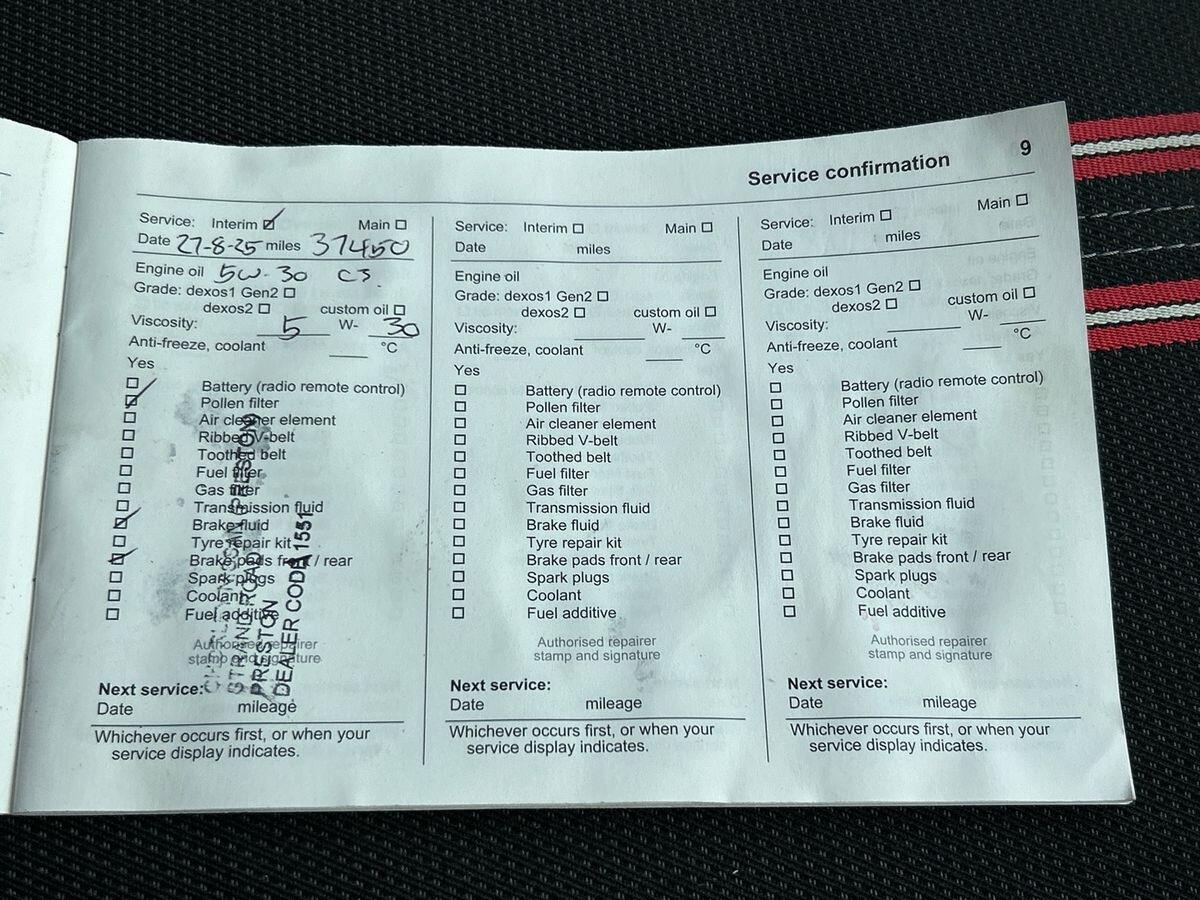 Service confirmation 9
Service: Interim ☑ Main ☐
Date 27-8-25 miles 37450
Engine oil 5W-30 C3.
Grade: dexos1 Gen2 ☐
dexos2 ☐ custom oil ☐
Viscosity: 5 W- 30
Anti-freeze, coolant ___ °C
Yes
☐ Battery (radio remote control)
☑ Pollen filter
☐ Air cleaner element
☐ Ribbed V-belt
☐ Toothed belt
☐ Fuel filter
☐ Gas filter
☐ Transmission fluid
☑ Brake fluid
☐ Tyre repair kit
☑ Brake pads front / rear
☐ Spark plugs
☐ Coolant
☐ Fuel additive
Authorised repairer
stamp and signature
(PRESTON)
STRAND ROAD
PRESTON
DEALER CODE 1551
Next service:
Date mileage
Whichever occurs first, or when your
service display indicates.
Service: Interim ☐ Main ☐
Date miles
Engine oil
Grade: dexos1 Gen2 ☐
dexos2 ☐ custom oil ☐
Viscosity: ___ W- ___
Anti-freeze, coolant ___ °C
Yes
☐ Battery (radio remote control)
☐ Pollen filter
☐ Air cleaner element
☐ Ribbed V-belt
☐ Toothed belt
☐ Fuel filter
☐ Gas filter
☐ Transmission fluid
☐ Brake fluid
☐ Tyre repair kit
☐ Brake pads front / rear
☐ Spark plugs
☐ Coolant
☐ Fuel additive
Authorised repairer
stamp and signature
Next service:
Date mileage
Whichever occurs first, or when your
service display indicates.
Service: Interim ☐ Main ☐
Date miles
Engine oil
Grade: dexos1 Gen2 ☐
dexos2 ☐ custom oil ☐
Viscosity: ___ W- ___
Anti-freeze, coolant ___ °C
Yes
☐ Battery (radio remote control)
☐ Pollen filter
☐ Air cleaner element
☐ Ribbed V-belt
☐ Toothed belt
☐ Fuel filter
☐ Gas filter
☐ Transmission fluid
☐ Brake fluid
☐ Tyre repair kit
☐ Brake pads front / rear
☐ Spark plugs
☐ Coolant
☐ Fuel additive
Authorised repairer
stamp and signature
Next service:
Date mileage
Whichever occurs first, or when your
service display indicates.